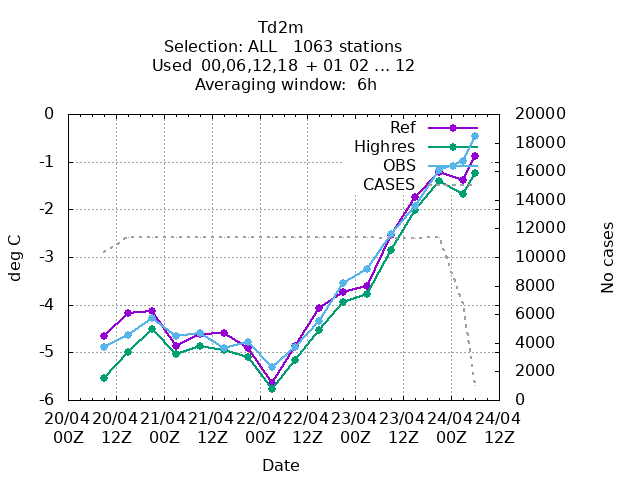 Td2m
Selection: ALL   1063 stations
Used  00,06,12,18  + 01 02 ... 12
Averaging window:  6h
Ref
Highres
OBS
CASES
0
-1
-2
-3
-4
-5
-6
deg C
20000
18000
16000
14000
12000
10000
8000
6000
4000
2000
0
No cases
20/04 20/04 21/04 21/04 22/04 22/04 23/04 23/04 24/04 24/04
00Z 12Z 00Z 12Z 00Z 12Z 00Z 12Z 00Z 12Z
Date